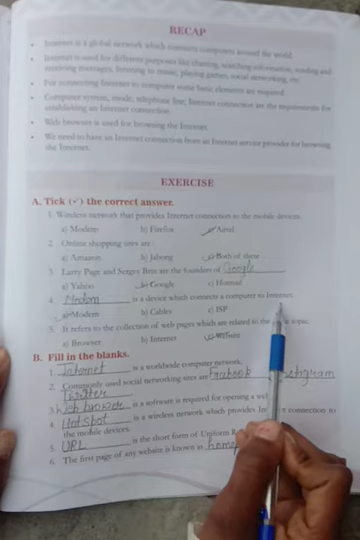 RECAP
• Internet is a global network which connects computers around the world.
• Internet is used for different purposes like chatting, searching information, sending and
receiving messages, listening to music, playing games, social networking, etc.
• For connecting Internet to computer some basic elements are required.
• Computer system, mode, telephone line, Internet connection are the requirements for
establishing an Internet connection.
• Web browser is used for browsing the Internet.
• We need to have an Internet connection from an Internet service provider for browsing
the Internet.
EXERCISE
A. Tick (✓) the correct answer.
1. Wireless network that provides Internet connection to the mobile devices.
a) Modem b) Firefox c) Airtel
2. Online shopping sites are
a) Amazon b) Jabong c) Both of these
3. Larry Page and Sergey Brin are the founders of Google
a) Yahoo b) Google c) Hotmail
4. Modem is a device which connects a computer to Internet.
a) Modem b) Cables c) ISP
5. It refers to the collection of web pages which are related to the topic.
a) Browser b) Internet c) Website
B. Fill in the blanks.
1. Internet is a worldwide computer network.
2. Commonly used social networking sites are Facebook
Twitter
3. Web browser is a software is required for opening a
4. Hotspot is a wireless network which provides connection to
the mobile devices.
5. URL is the short form of Uniform
6. The first page of any website is known as home